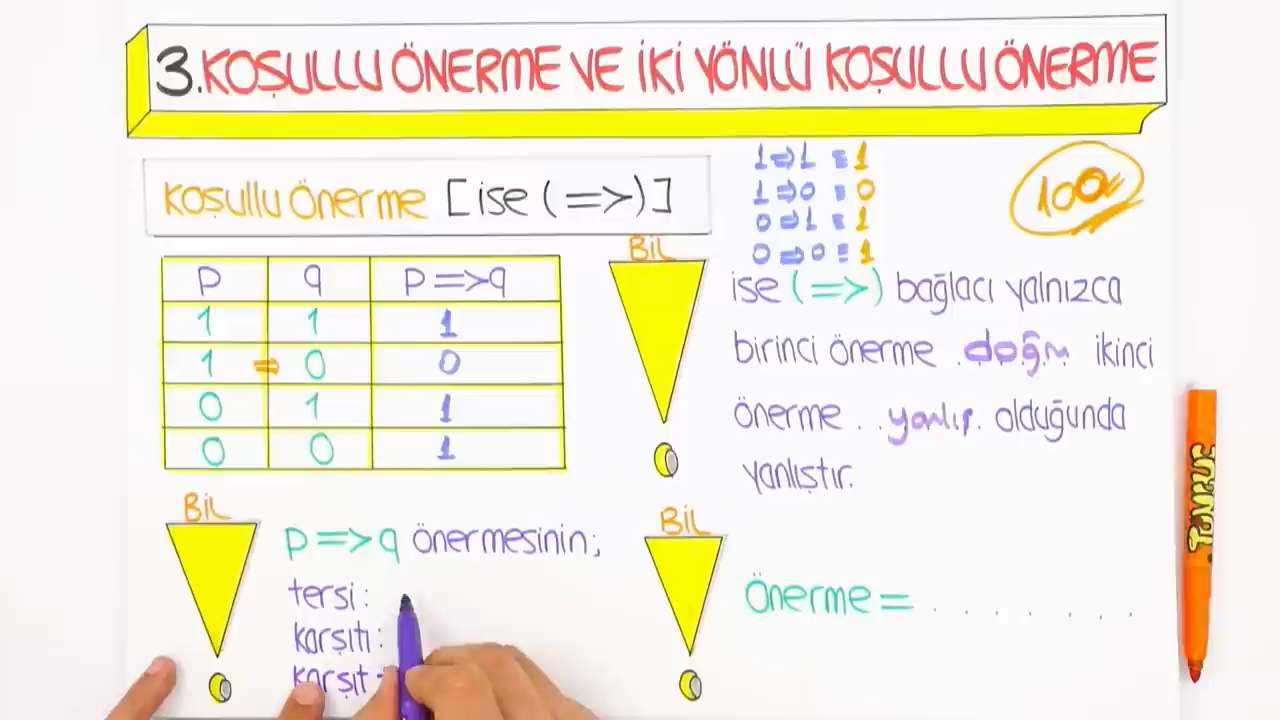 3.KOŞULLU ÖNERME VE İKİ YÖNLÜ KOŞULLU ÖNERME
Koşullu Önerme [ise (=>)]
1⇒1 ≡ 1
1⇒0 ≡ 0
0⇒1 ≡ 1
0⇒0 ≡ 1
100
p q p=>q
1 1 1
1 ⇒ 0 0
0 1 1
0 0 1
BİL
ise (=>) bağlacı yalnızca
birinci önerme .doğru ikinci
önerme ..yanlış. olduğunda
yanlıştır.
BİL
p=>q önermesinin;
tersi:
karşıtı:
karşıt
BİL
Önerme = . . . . . . .